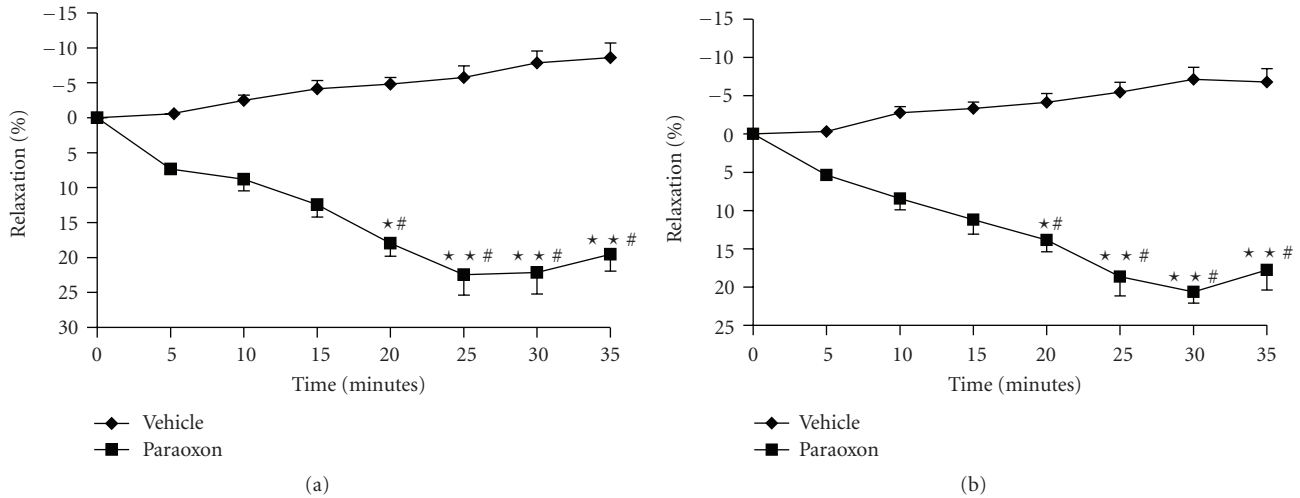 −15
−10
−5
0
5
10
15
20
25
30
Relaxation (%)
⋆ #
⋆ ⋆ #
⋆ ⋆ #
⋆ ⋆ #
0 5 10 15 20 25 30 35
Time (minutes)
Vehicle
Paraoxon
(a)
−15
−10
−5
0
5
10
15
20
25
Relaxation (%)
⋆#
⋆ ⋆ #
⋆ ⋆ #
⋆ ⋆ #
0 5 10 15 20 25 30 35
Time (minutes)
Vehicle
Paraoxon
(b)